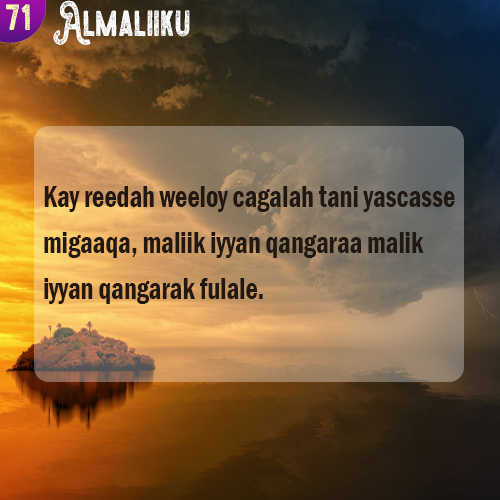 71
Almaliiku
Kay reedah weeloy cagalah tani yascasse
migaaqa, maliik iyyan qangaraa malik
iyyan qangarak fulale.